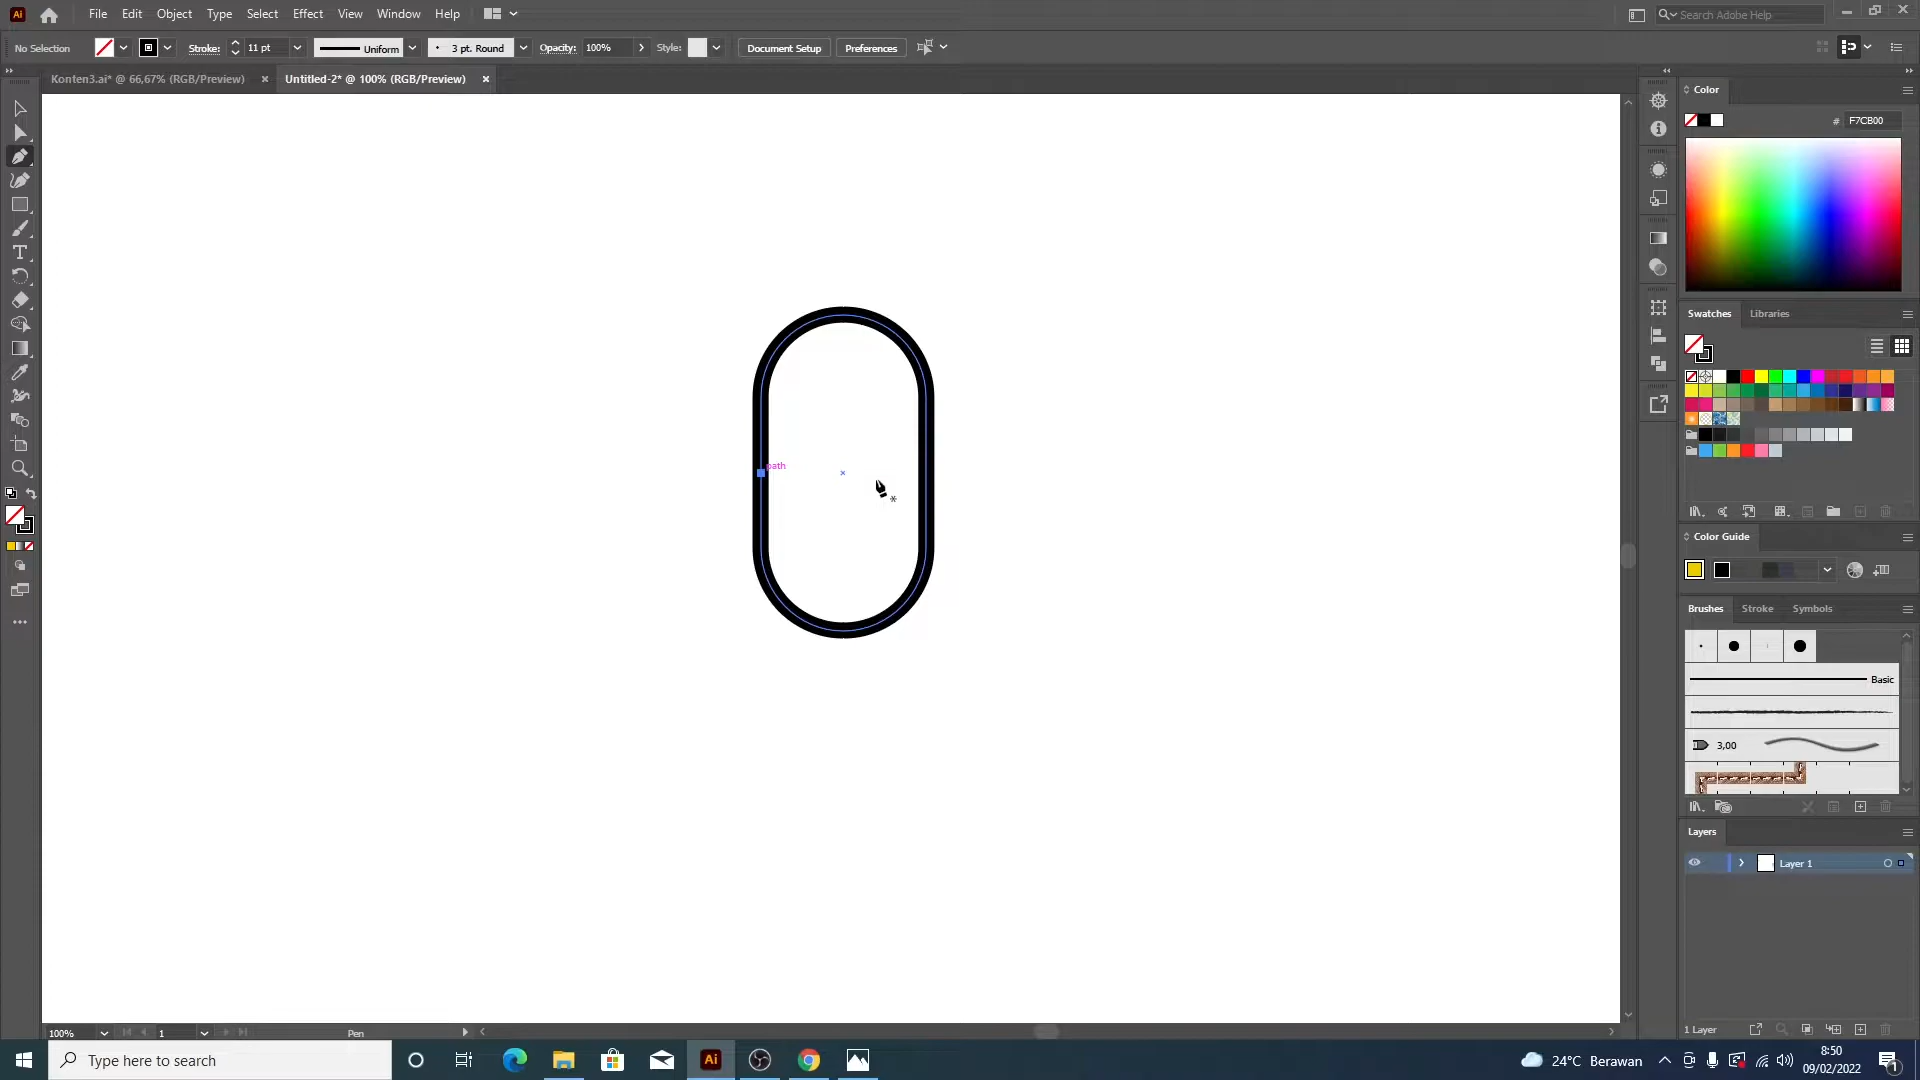 Ai
File Edit Object Type Select Effect View Window Help
Search Adobe Help
No Selection
Stroke: 11 pt
Uniform
3 pt. Round
Opacity: 100%
Style:
Document Setup
Preferences
Konten3.ai* @ 66,67% (RGB/Preview) ×
Untitled-2* @ 100% (RGB/Preview) ×
T
path
Color
# F7CB00
Swatches Libraries
Color Guide
Brushes Stroke Symbols
Basic
3,00
Layers
Layer 1
1 Layer
100%
1
Pen
Type here to search
Ai
24°C Berawan
8:50
09/02/2022
1